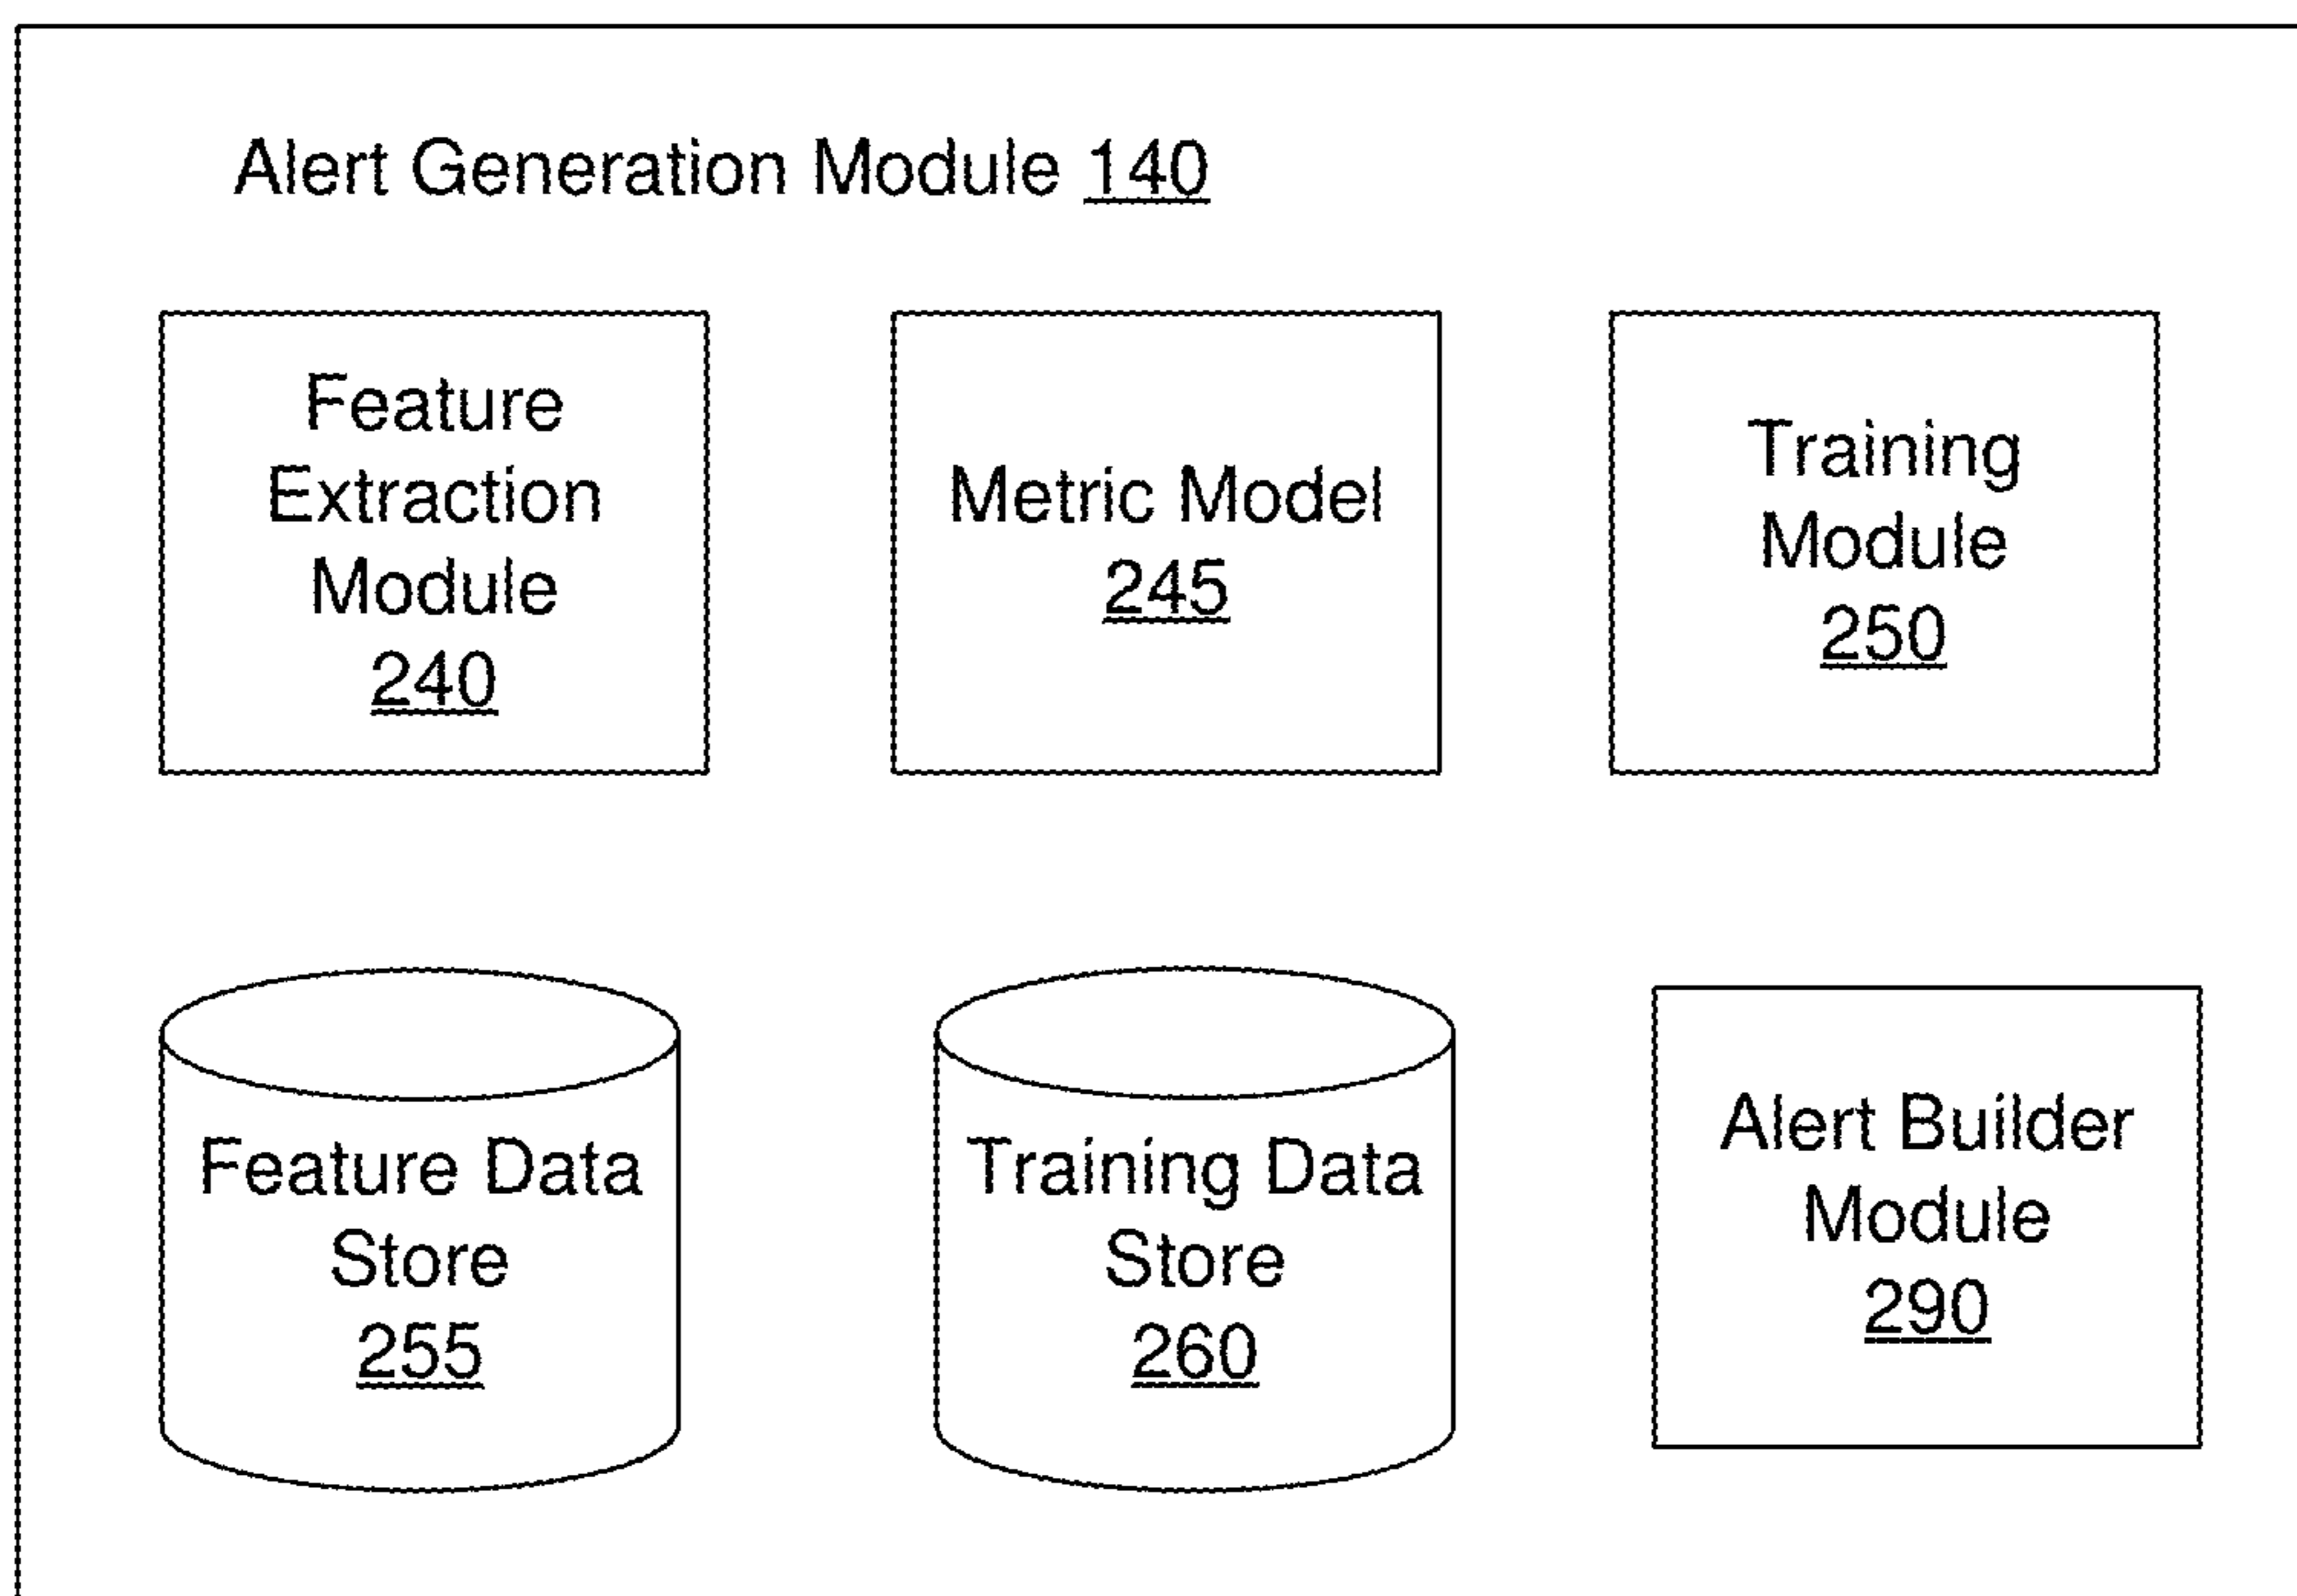 Alert Generation Module 140
Feature
Extraction
Module
240
Metric Model
245
Training
Module
250
Feature Data
Store
255
Training Data
Store
260
Alert Builder
Module
290